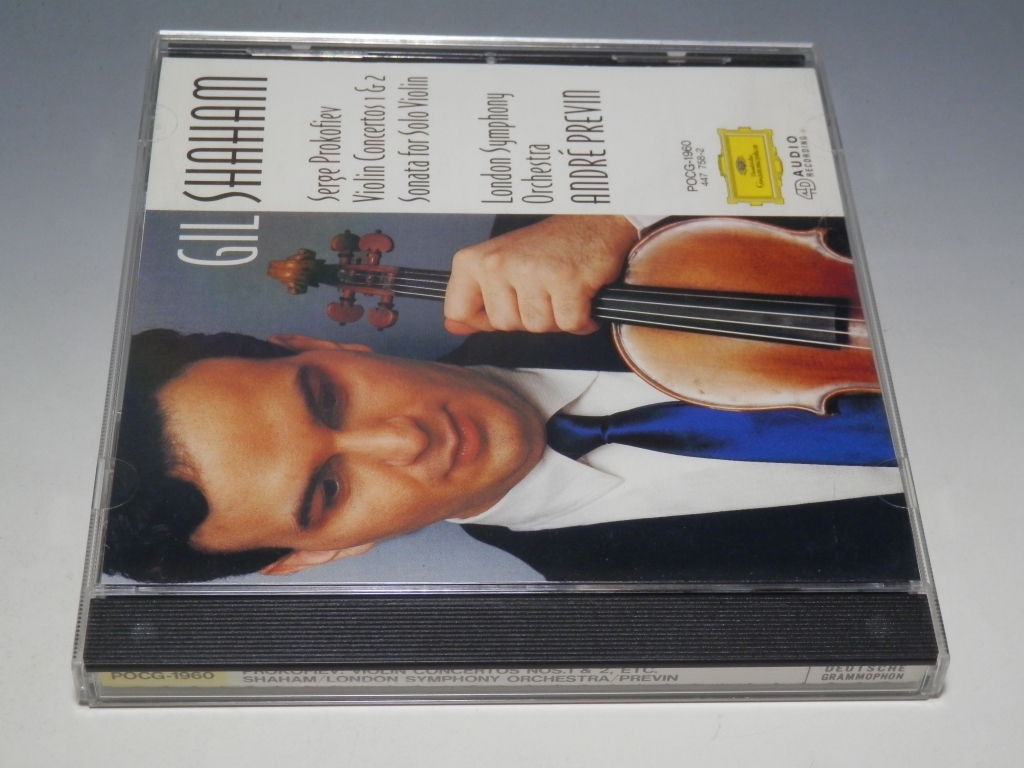 GIL SHAHAM
Serge Prokofiev
Violin Concertos 1 & 2
Sonata for Solo Violin
London Symphony
Orchestra
ANDRÉ PREVIN
POCG-1960
447 758-2
Deutsche
Grammophon
4D AUDIO
RECORDING
POCG-1960
PROKOFIEV: VIOLIN CONCERTOS NOS.1 & 2, ETC.
SHAHAM/LONDON SYMPHONY ORCHESTRA/PREVIN
DEUTSCHE
GRAMMOPHON